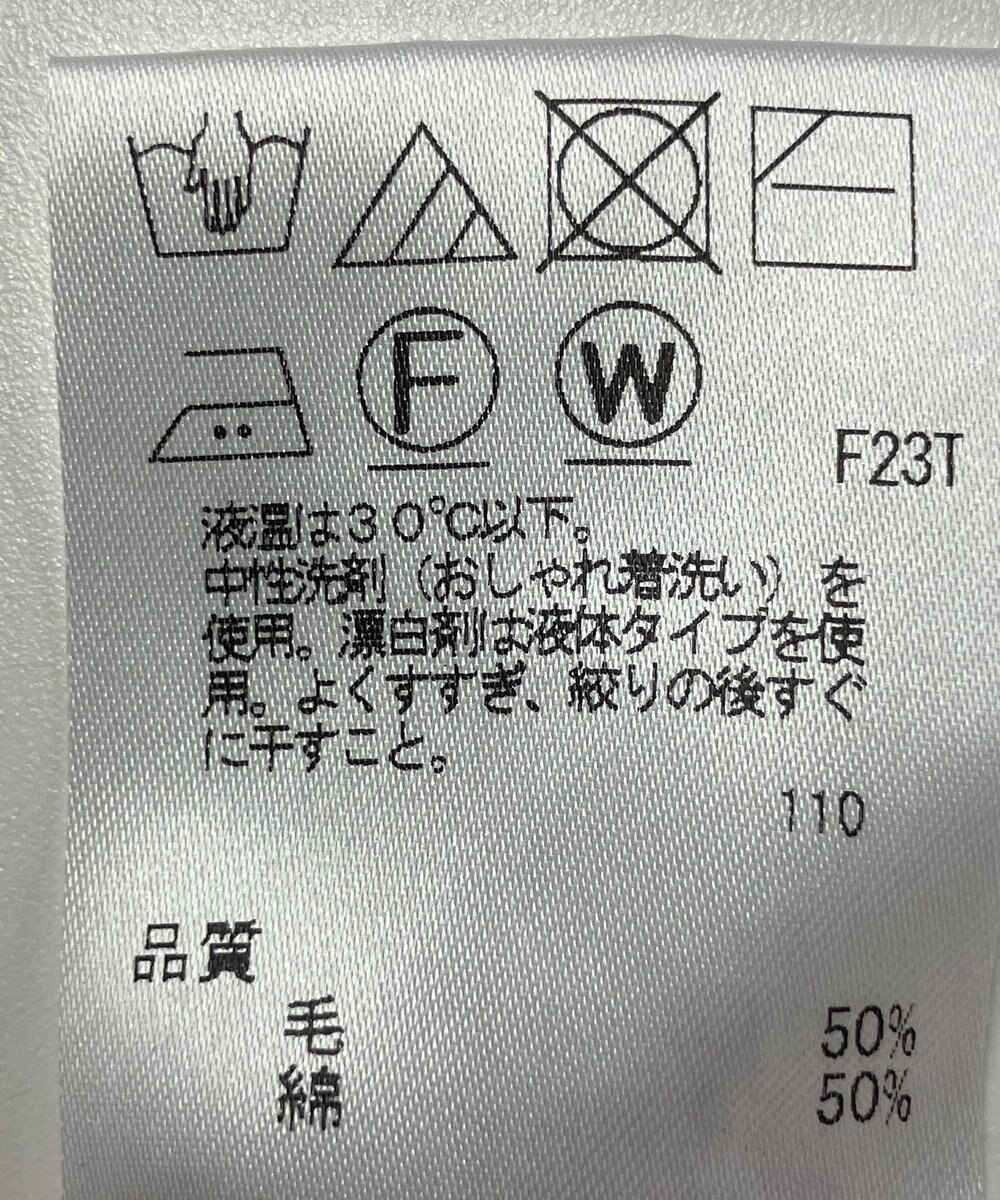 F W
F23T
液温は30℃以下。
中性洗剤（おしゃれ着洗い）を
使用。漂白剤は液体タイプを使
用。よくすすぎ、絞りの後すぐ
に干すこと。
110
品質
毛 50%
綿 50%